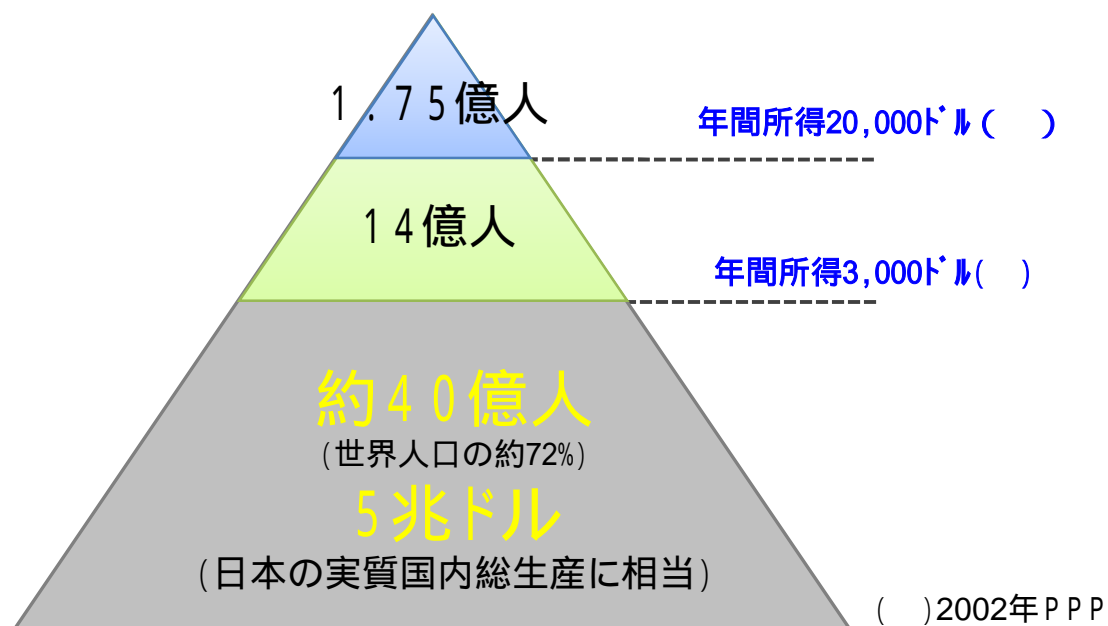 1.75億人
年間所得20,000ドル( )
14億人
年間所得3,000ドル( )
約40億人
(世界人口の約72%)
5兆ドル
(日本の実質国内総生産に相当)
( )2002年PPP